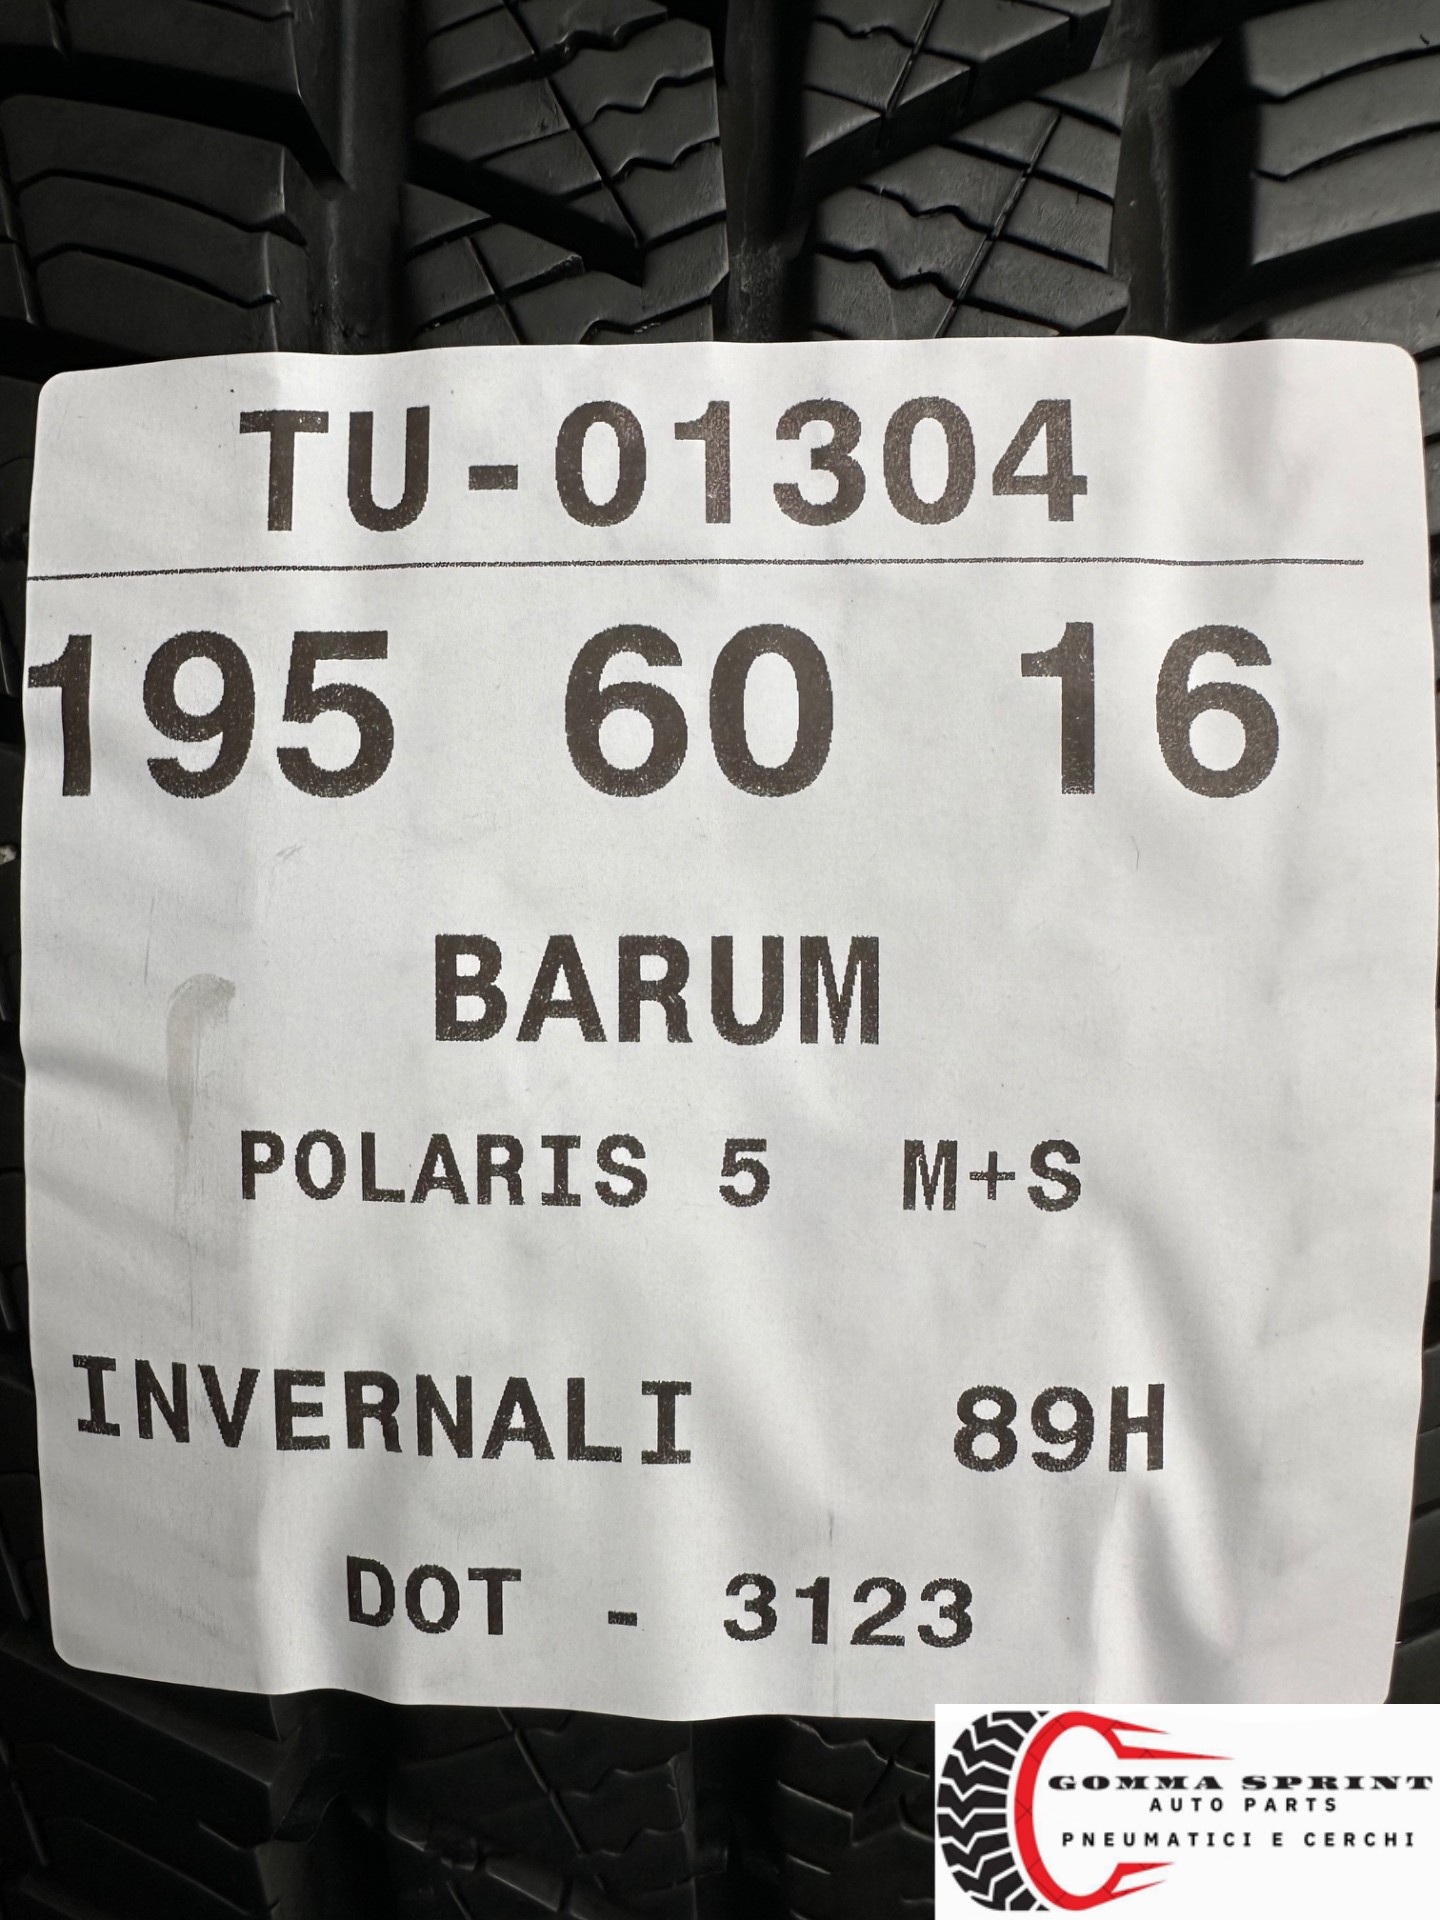 TU-01304
195 60 16
BARUM
POLARIS 5 M+S
INVERNALI 89H
DOT - 3123
GOMMA SPRINT
AUTO PARTS
PNEUMATICI E CERCHI